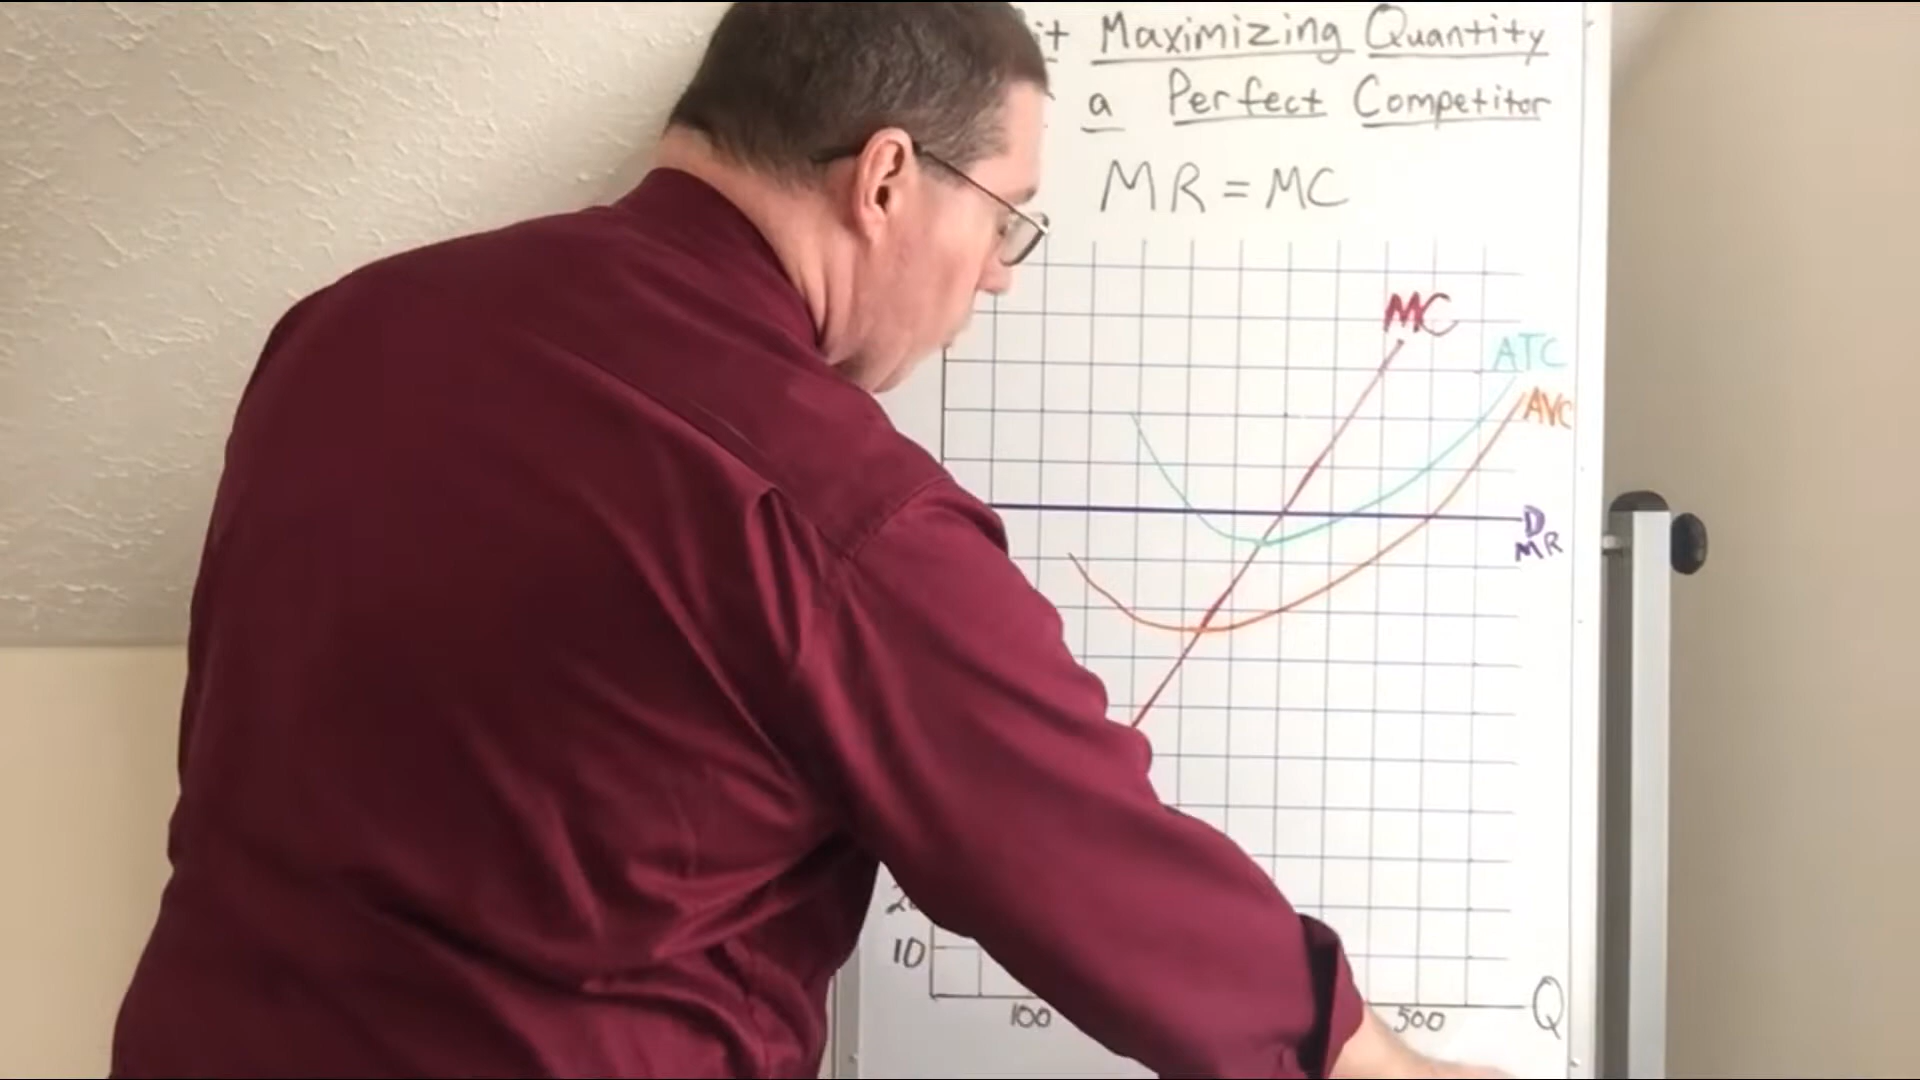 Maximizing Quantity
a Perfect Competitor
MR = MC
MC
ATC
AVC
D
MR
10
100
500
Q